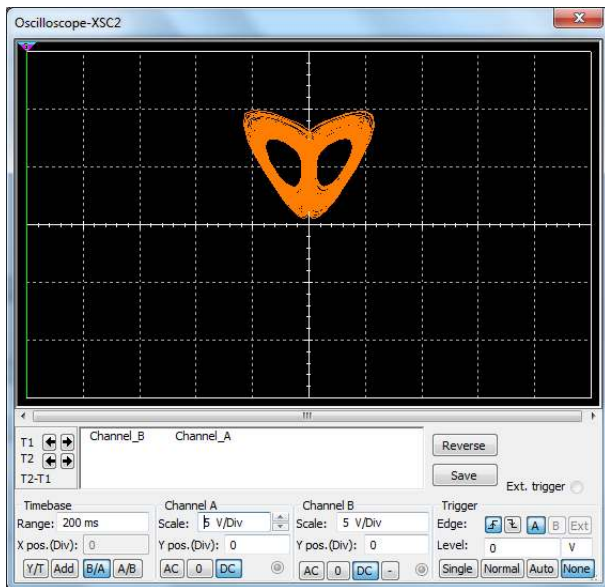 Oscilloscope-XSC2
T1
T2
T2-T1
Channel_B Channel_A
Reverse
Save
Ext. trigger
Timebase
Range: 200 ms
X pos.(Div): 0
Y/T Add B/A A/B
Channel A
Scale: 5 V/Div
Y pos.(Div): 0
AC 0 DC
Channel B
Scale: 5 V/Div
Y pos.(Div): 0
AC 0 DC -
Trigger
Edge: A B Ext
Level: 0 V
Single Normal Auto None